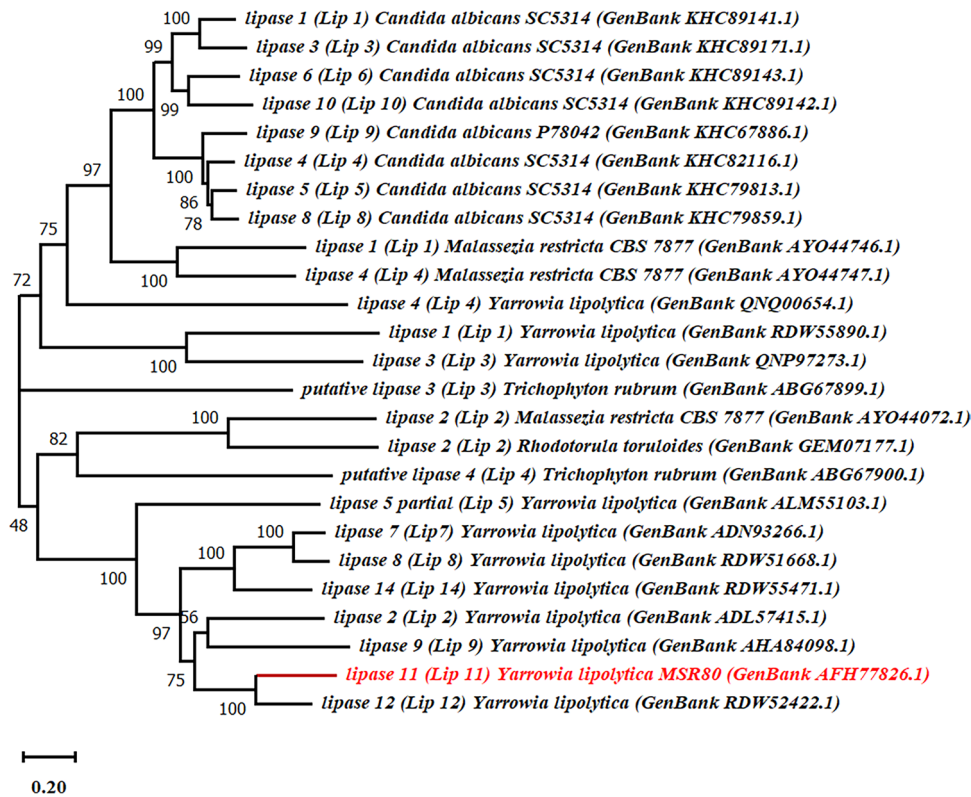 100
lipase 1 (Lip 1) Candida albicans SC5314 (GenBank KHC89141.1)
99
lipase 3 (Lip 3) Candida albicans SC5314 (GenBank KHC89171.1)
lipase 6 (Lip 6) Candida albicans SC5314 (GenBank KHC89143.1)
100
99
lipase 10 (Lip 10) Candida albicans SC5314 (GenBank KHC89142.1)
lipase 9 (Lip 9) Candida albicans P78042 (GenBank KHC67886.1)
97
lipase 4 (Lip 4) Candida albicans SC5314 (GenBank KHC82116.1)
100
lipase 5 (Lip 5) Candida albicans SC5314 (GenBank KHC79813.1)
86
78
lipase 8 (Lip 8) Candida albicans SC5314 (GenBank KHC79859.1)
75
lipase 1 (Lip 1) Malassezia restricta CBS 7877 (GenBank AYO44746.1)
72
100
lipase 4 (Lip 4) Malassezia restricta CBS 7877 (GenBank AYO44747.1)
lipase 4 (Lip 4) Yarrowia lipolytica (GenBank QNQ00654.1)
lipase 1 (Lip 1) Yarrowia lipolytica (GenBank RDW55890.1)
100
lipase 3 (Lip 3) Yarrowia lipolytica (GenBank QNP97273.1)
putative lipase 3 (Lip 3) Trichophyton rubrum (GenBank ABG67899.1)
100
lipase 2 (Lip 2) Malassezia restricta CBS 7877 (GenBank AYO44072.1)
82
lipase 2 (Lip 2) Rhodotorula toruloides (GenBank GEM07177.1)
putative lipase 4 (Lip 4) Trichophyton rubrum (GenBank ABG67900.1)
48
lipase 5 partial (Lip 5) Yarrowia lipolytica (GenBank ALM55103.1)
100
lipase 7 (Lip7) Yarrowia lipolytica (GenBank ADN93266.1)
100
100
lipase 8 (Lip 8) Yarrowia lipolytica (GenBank RDW51668.1)
lipase 14 (Lip 14) Yarrowia lipolytica (GenBank RDW55471.1)
56
lipase 2 (Lip 2) Yarrowia lipolytica (GenBank ADL57415.1)
97
lipase 9 (Lip 9) Yarrowia lipolytica (GenBank AHA84098.1)
75
lipase 11 (Lip 11) Yarrowia lipolytica MSR80 (GenBank AFH77826.1)
100
lipase 12 (Lip 12) Yarrowia lipolytica (GenBank RDW52422.1)
0.20